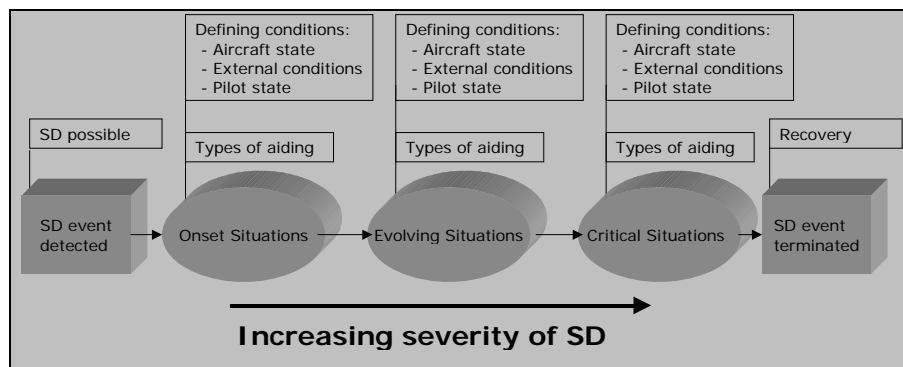 Defining conditions:
- Aircraft state
- External conditions
- Pilot state
Defining conditions:
- Aircraft state
- External conditions
- Pilot state
Defining conditions:
- Aircraft state
- External conditions
- Pilot state
SD possible
Types of aiding
Types of aiding
Types of aiding
Recovery
SD event
detected
Onset Situations
Evolving Situations
Critical Situations
SD event
terminated
Increasing severity of SD